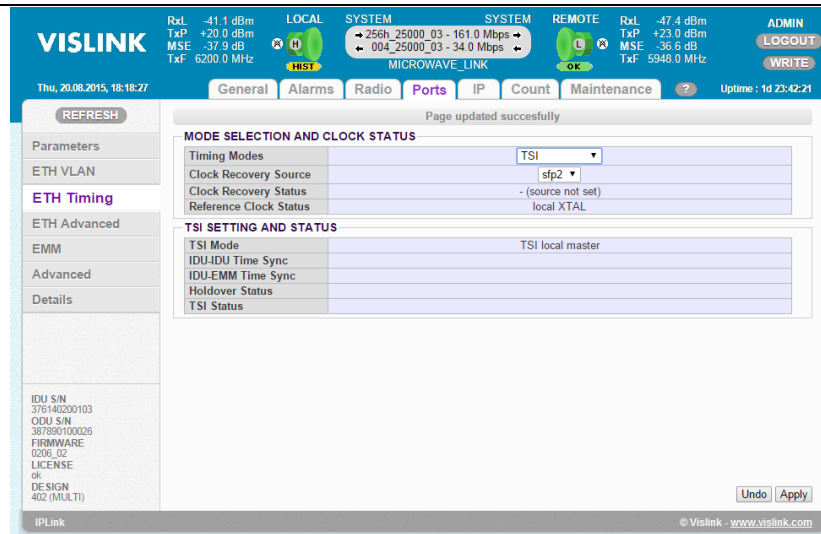 VISLINK
RxL -41.1 dBm
TxP +20.0 dBm
MSE -37.9 dB
TxF 6200.0 MHz
LOCAL
H
HIST
SYSTEM SYSTEM
256h_25000_03 - 161.0 Mbps
004_25000_03 - 34.0 Mbps
MICROWAVE_LINK
REMOTE
L
OK
RxL -47.4 dBm
TxP +23.0 dBm
MSE -36.6 dB
TxF 5948.0 MHz
ADMIN
LOGOUT
WRITE
Thu, 20.08.2015, 18:18:27
General Alarms Radio Ports IP Count Maintenance ?
Uptime : 1d 23:42:21
REFRESH
Parameters
ETH VLAN
ETH Timing
ETH Advanced
EMM
Advanced
Details
Page updated succesfully
MODE SELECTION AND CLOCK STATUS
Timing Modes TSI
Clock Recovery Source sfp2
Clock Recovery Status - (source not set)
Reference Clock Status local XTAL
TSI SETTING AND STATUS
TSI Mode TSI local master
IDU-IDU Time Sync
IDU-EMM Time Sync
Holdover Status
TSI Status
IDU S/N
376140200103
ODU S/N
387890100026
FIRMWARE
0206_02
LICENSE
ok
DESIGN
402 (MULTI)
Undo Apply
IPLink
© Vislink - www.vislink.com